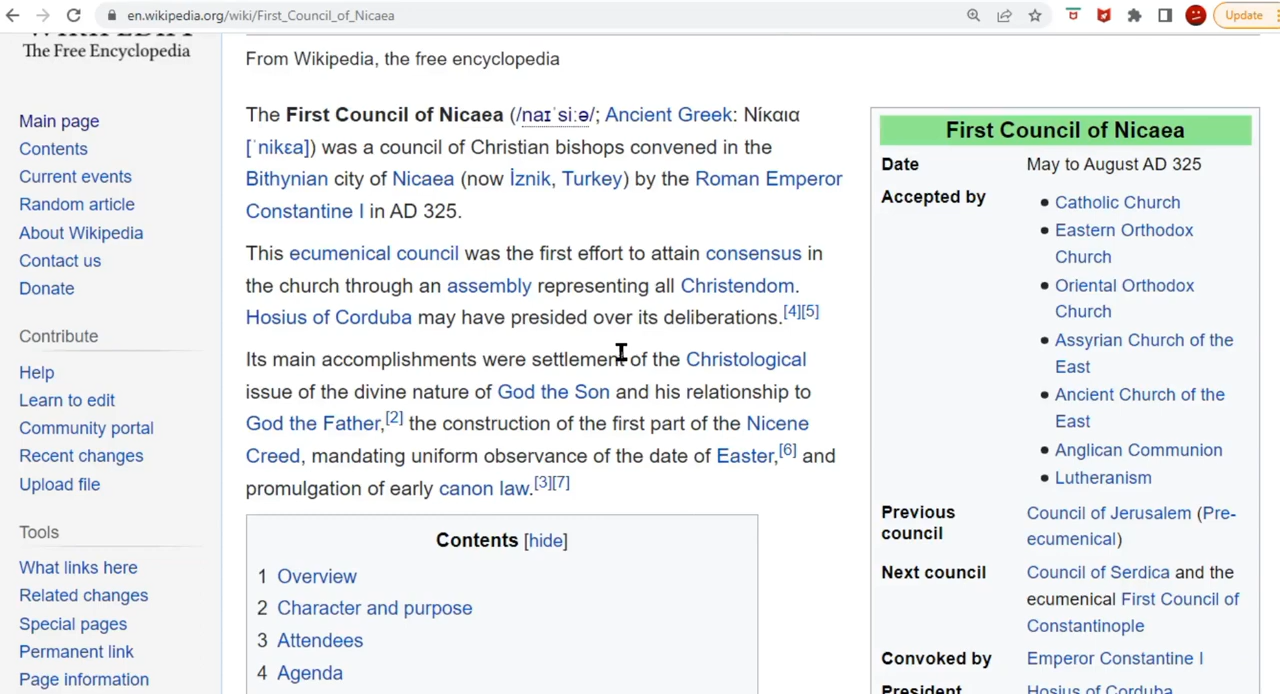 en.wikipedia.org/wiki/First_Council_of_Nicaea
Update
The Free Encyclopedia
Main page
Contents
Current events
Random article
About Wikipedia
Contact us
Donate
Contribute
Help
Learn to edit
Community portal
Recent changes
Upload file
Tools
What links here
Related changes
Special pages
Permanent link
Page information
From Wikipedia, the free encyclopedia
The First Council of Nicaea (/naɪˈsiːə/; Ancient Greek: Νίκαια
[ˈnikɛa]) was a council of Christian bishops convened in the
Bithynian city of Nicaea (now İznik, Turkey) by the Roman Emperor
Constantine I in AD 325.
This ecumenical council was the first effort to attain consensus in
the church through an assembly representing all Christendom.
Hosius of Corduba may have presided over its deliberations.[4][5]
Its main accomplishments were settlement of the Christological
issue of the divine nature of God the Son and his relationship to
God the Father,[2] the construction of the first part of the Nicene
Creed, mandating uniform observance of the date of Easter,[6] and
promulgation of early canon law.[3][7]
Contents [hide]
1 Overview
2 Character and purpose
3 Attendees
4 Agenda
First Council of Nicaea
Date May to August AD 325
Accepted by
• Catholic Church
• Eastern Orthodox
Church
• Oriental Orthodox
Church
• Assyrian Church of the
East
• Ancient Church of the
East
• Anglican Communion
• Lutheranism
Previous council Council of Jerusalem (Pre-
ecumenical)
Next council Council of Serdica and the
ecumenical First Council of
Constantinople
Convoked by Emperor Constantine I
President Hosius of Corduba